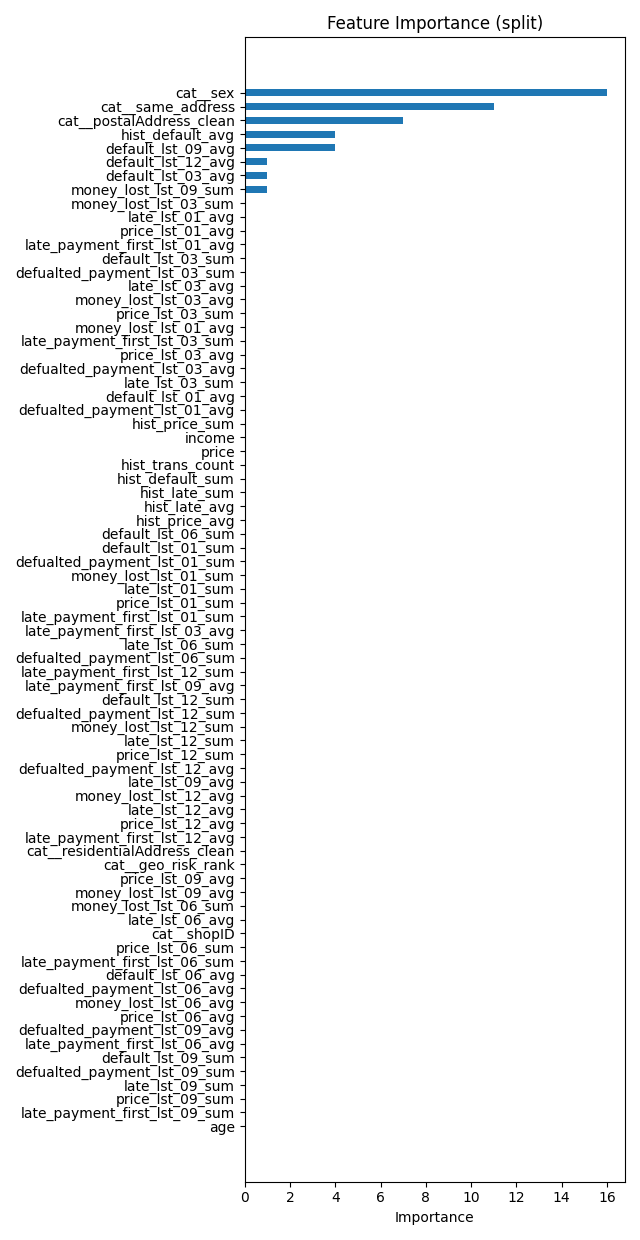 Feature Importance (split)
cat__sex
cat__same_address
cat__postalAddress_clean
hist_default_avg
default_lst_09_avg
default_lst_12_avg
default_lst_03_avg
money_lost_lst_09_sum
money_lost_lst_03_sum
late_lst_01_avg
price_lst_01_avg
late_payment_first_lst_01_avg
default_lst_03_sum
defualted_payment_lst_03_sum
late_lst_03_avg
money_lost_lst_03_avg
price_lst_03_sum
money_lost_lst_01_avg
late_payment_first_lst_03_sum
price_lst_03_avg
defualted_payment_lst_03_avg
late_lst_03_sum
default_lst_01_avg
defualted_payment_lst_01_avg
hist_price_sum
income
price
hist_trans_count
hist_default_sum
hist_late_sum
hist_late_avg
hist_price_avg
default_lst_06_sum
default_lst_01_sum
defualted_payment_lst_01_sum
money_lost_lst_01_sum
late_lst_01_sum
price_lst_01_sum
late_payment_first_lst_01_sum
late_payment_first_lst_03_avg
late_lst_06_sum
defualted_payment_lst_06_sum
late_payment_first_lst_12_sum
late_payment_first_lst_09_avg
default_lst_12_sum
defualted_payment_lst_12_sum
money_lost_lst_12_sum
late_lst_12_sum
price_lst_12_sum
defualted_payment_lst_12_avg
late_lst_09_avg
money_lost_lst_12_avg
late_lst_12_avg
price_lst_12_avg
late_payment_first_lst_12_avg
cat__residentialAddress_clean
cat__geo_risk_rank
price_lst_09_avg
money_lost_lst_09_avg
money_lost_lst_06_sum
late_lst_06_avg
cat__shopID
price_lst_06_sum
late_payment_first_lst_06_sum
default_lst_06_avg
defualted_payment_lst_06_avg
money_lost_lst_06_avg
price_lst_06_avg
defualted_payment_lst_09_avg
late_payment_first_lst_06_avg
default_lst_09_sum
defualted_payment_lst_09_sum
late_lst_09_sum
price_lst_09_sum
late_payment_first_lst_09_sum
age
0 2 4 6 8 10 12 14 16
Importance